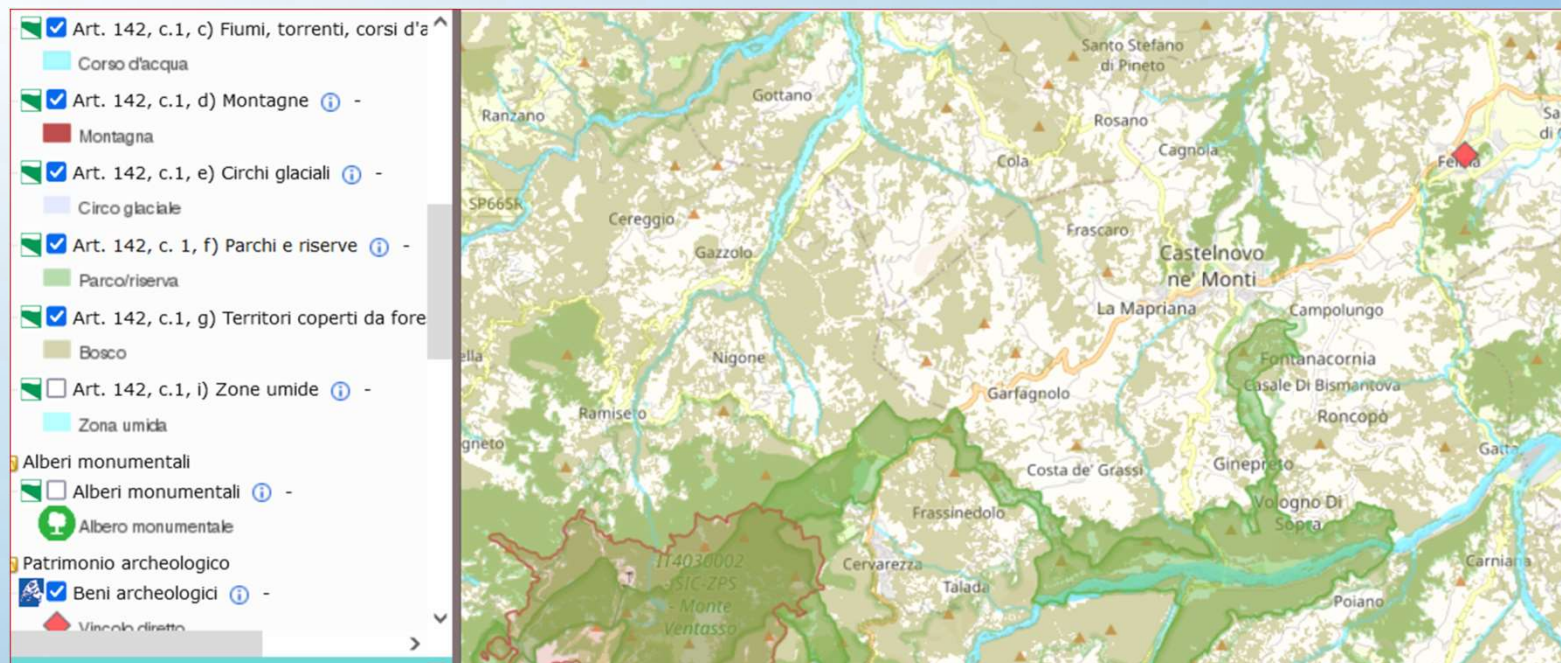 Art. 142, c.1, c) Fiumi, torrenti, corsi d'a
Corso d'acqua
Art. 142, c.1, d) Montagne -
Montagna
Art. 142, c.1, e) Circhi glaciali -
Circo glaciale
Art. 142, c. 1, f) Parchi e riserve -
Parco/riserva
Art. 142, c.1, g) Territori coperti da fore
Bosco
Art. 142, c.1, i) Zone umide -
Zona umida
Alberi monumentali
Alberi monumentali -
Albero monumentale
Patrimonio archeologico
Beni archeologici -
Vincolo diretto
Santo Stefano
di Pineto
Gottano
Ranzano
Rosano
Cagnola
Cola
Felina
SP665R
Cereggio
Frascaro
Gazzolo
Castelnovo
ne' Monti
La Mapriana
Campolungo
Nigone
Fontanacornia
Casale Di Bismantova
Garfagnolo
Ramiseto
Roncopò
gneto
Gatta
Costa de' Grassi
Ginepreto
Frassinedolo
Vologno Di
Sopra
IT4030002
- SIC-ZPS
- Monte
Ventasso
Cervarezza
Talada
Carniana
Poiano